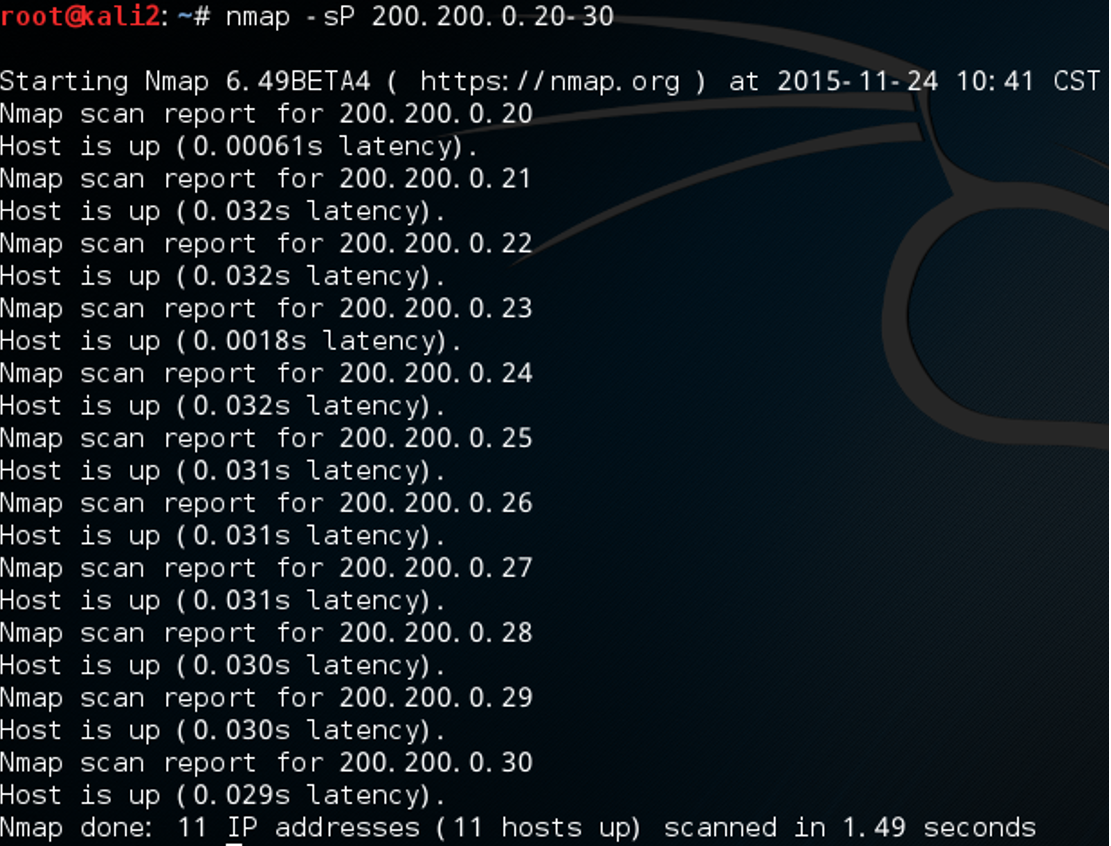 root@kali2:~# nmap -sP 200.200.0.20-30
Starting Nmap 6.49BETA4 ( https://nmap.org ) at 2015-11-24 10:41 CST
Nmap scan report for 200.200.0.20
Host is up (0.00061s latency).
Nmap scan report for 200.200.0.21
Host is up (0.032s latency).
Nmap scan report for 200.200.0.22
Host is up (0.032s latency).
Nmap scan report for 200.200.0.23
Host is up (0.0018s latency).
Nmap scan report for 200.200.0.24
Host is up (0.032s latency).
Nmap scan report for 200.200.0.25
Host is up (0.031s latency).
Nmap scan report for 200.200.0.26
Host is up (0.031s latency).
Nmap scan report for 200.200.0.27
Host is up (0.031s latency).
Nmap scan report for 200.200.0.28
Host is up (0.030s latency).
Nmap scan report for 200.200.0.29
Host is up (0.030s latency).
Nmap scan report for 200.200.0.30
Host is up (0.029s latency).
Nmap done: 11 IP addresses (11 hosts up) scanned in 1.49 seconds